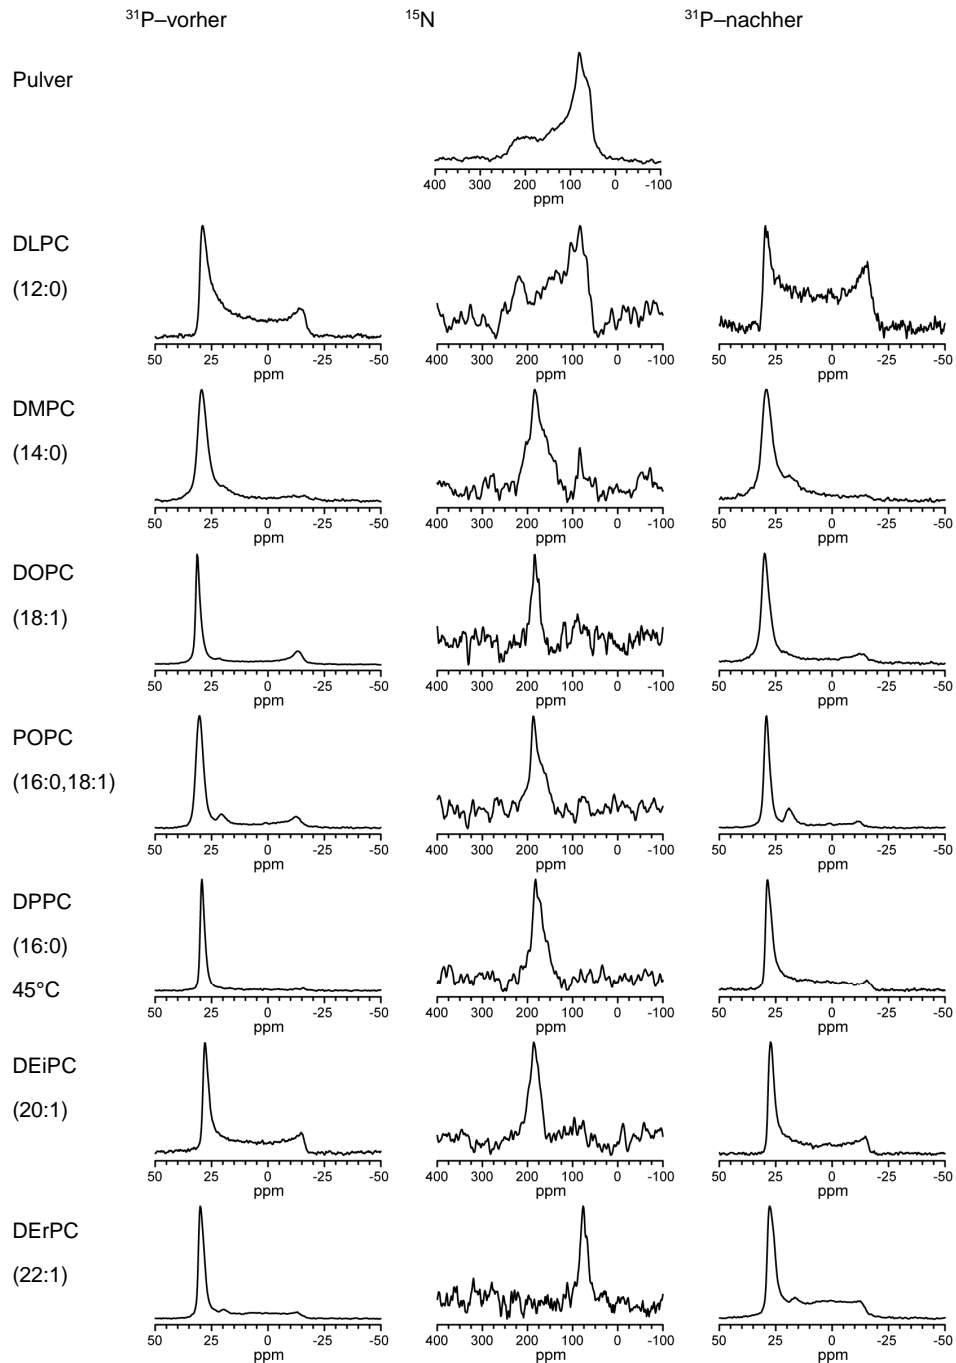 31P–vorher 15N 31P–nachher
Pulver
400 300 200 100 0 -100
ppm
DLPC
(12:0)
50 25 0 -25 -50 400 300 200 100 0 -100 50 25 0 -25 -50
ppm ppm ppm
DMPC
(14:0)
50 25 0 -25 -50 400 300 200 100 0 -100 50 25 0 -25 -50
ppm ppm ppm
DOPC
(18:1)
50 25 0 -25 -50 400 300 200 100 0 -100 50 25 0 -25 -50
ppm ppm ppm
POPC
(16:0,18:1)
50 25 0 -25 -50 400 300 200 100 0 -100 50 25 0 -25 -50
ppm ppm ppm
DPPC
(16:0)
45°C
50 25 0 -25 -50 400 300 200 100 0 -100 50 25 0 -25 -50
ppm ppm ppm
DEiPC
(20:1)
50 25 0 -25 -50 400 300 200 100 0 -100 50 25 0 -25 -50
ppm ppm ppm
DErPC
(22:1)
50 25 0 -25 -50 400 300 200 100 0 -100 50 25 0 -25 -50
ppm ppm ppm